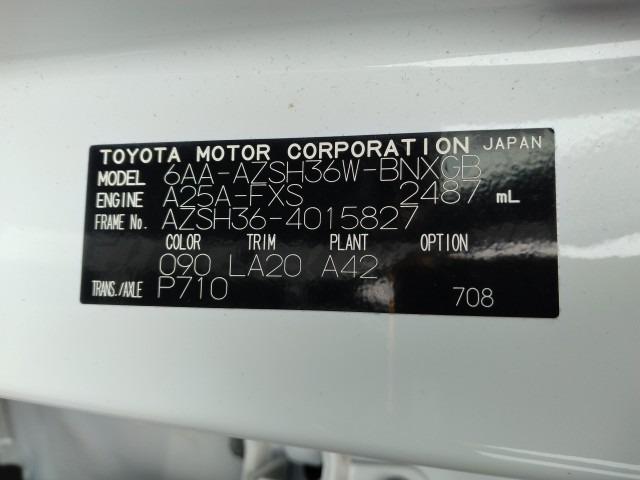 TOYOTA MOTOR CORPORATION JAPAN
MODEL 6AA-AZSH36W-BNXGB
ENGINE A25A-FXS 2487 mL
FRAME No. AZSH36-4015827
COLOR TRIM PLANT OPTION
090 LA20 A42
TRANS./AXLE P710 708